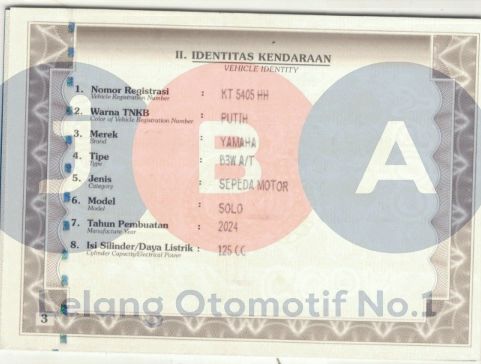 II. IDENTITAS KENDARAAN
VEHICLE IDENTITY
1. Nomor Registrasi : KT 5405 HH
Vehicle Registration Number
2. Warna TNKB : PUTIH
Color of Vehicle Registration Number
3. Merek : YAMAHA
Brand
4. Tipe : B3W A/T
Type
5. Jenis : SEPEDA MOTOR
Category
6. Model : SOLO
Model
7. Tahun Pembuatan : 2024
Manufacture Year
8. Isi Silinder/Daya Listrik : 125 CC
Cylinder Capacity/Electrical Power
JBA
Lelang Otomotif No.1
3